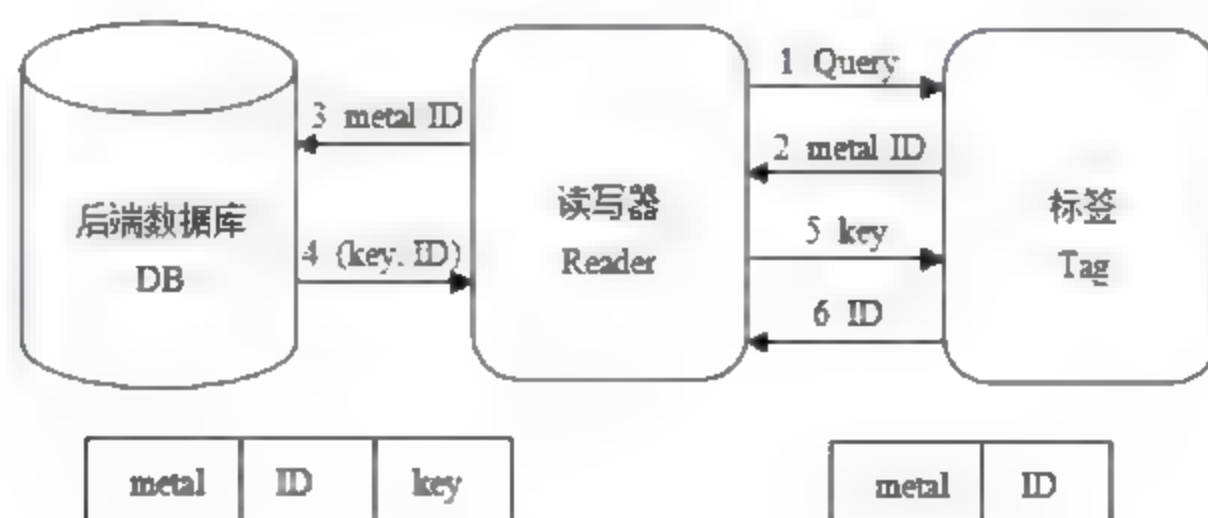 1 Query
3 metal ID
2 metal ID
后端数据库
DB
读写器
Reader
标签
Tag
4 (key, ID)
5 key
6 ID
metal ID key
metal ID